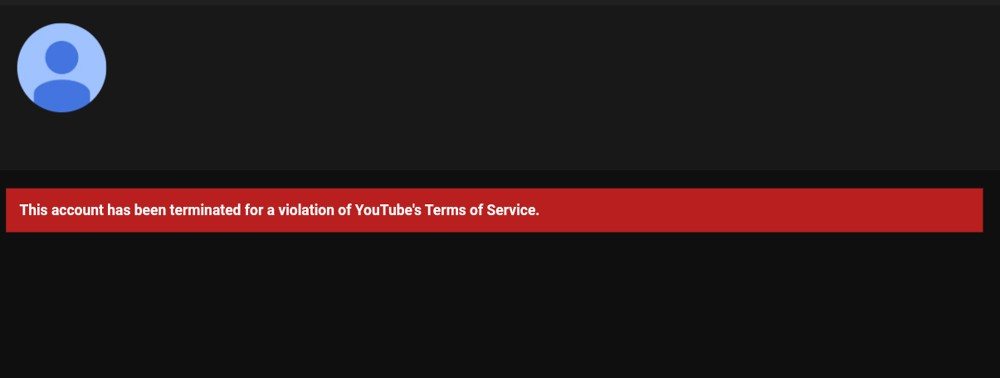 This account has been terminated for a violation of YouTube's Terms of Service.